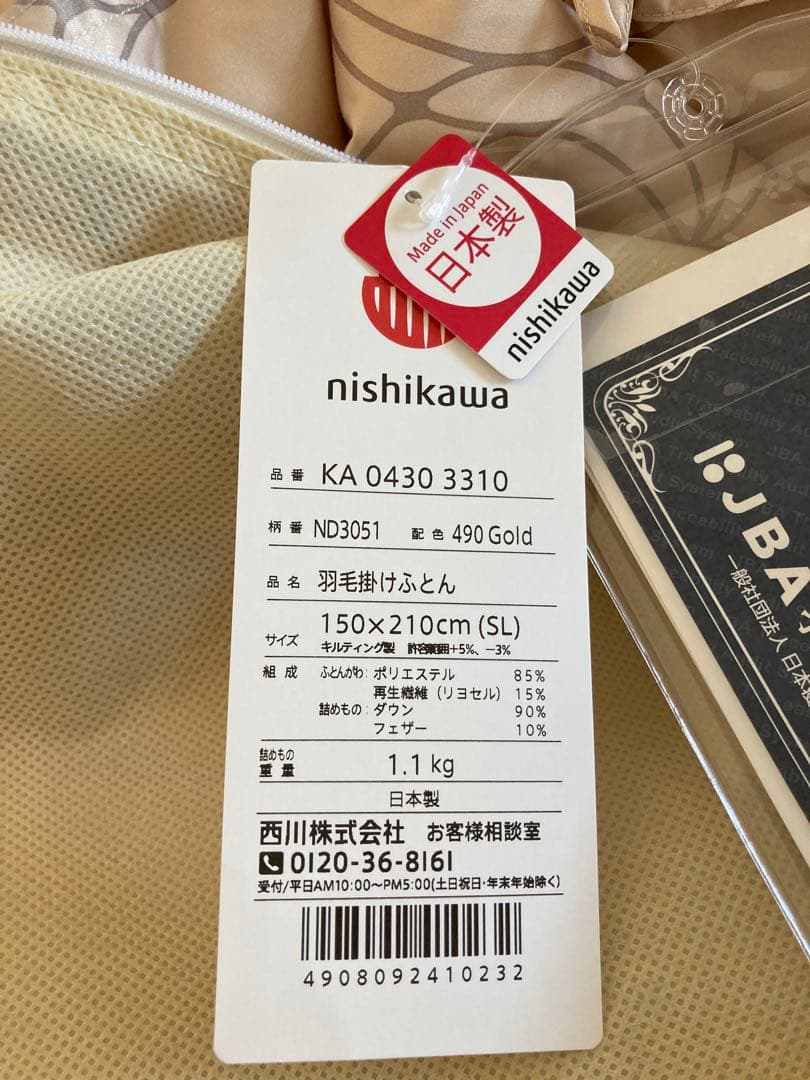 Made in Japan
日本製
nishikawa
nishikawa
品番 KA 0430 3310
柄番 ND3051 配色 490 Gold
品名 羽毛掛けふとん
サイズ 150×210cm (SL)
キルティング製 許容範囲+5%、−3%
組成 ふとんがわ: ポリエステル 85%
再生繊維（リヨセル） 15%
詰めもの: ダウン 90%
フェザー 10%
詰めもの重量 1.1 kg
日本製
西川株式会社 お客様相談室
0120-36-8161
受付/平日AM10:00〜PM5:00(土日祝日・年末年始除く)
4908092410232
JBA
一般社団法人 日本